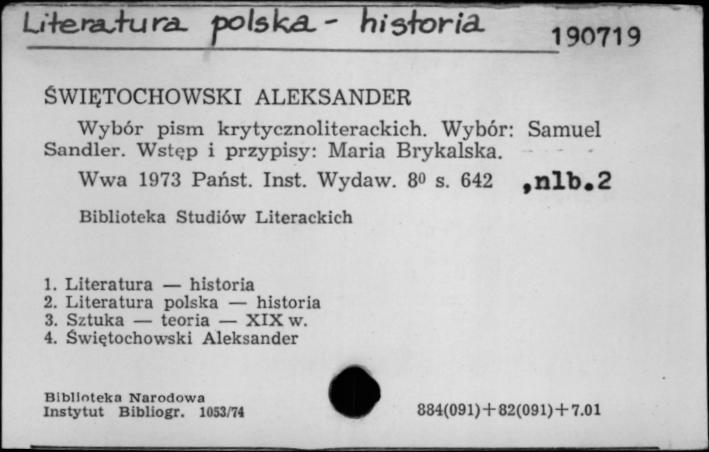 Literatura polska - historia
190719
ŚWIĘTOCHOWSKI ALEKSANDER
Wybór pism krytycznoliterackich. Wybór: Samuel
Sandler. Wstęp i przypisy: Maria Brykalska.
Wwa 1973 Państ. Inst. Wydaw. 8⁰ s. 642 ,nlb.2
Biblioteka Studiów Literackich
1. Literatura — historia
2. Literatura polska — historia
3. Sztuka — teoria — XIX w.
4. Świętochowski Aleksander
Biblioteka Narodowa
Instytut Bibliogr. 1053/74
884(091)+82(091)+7.01